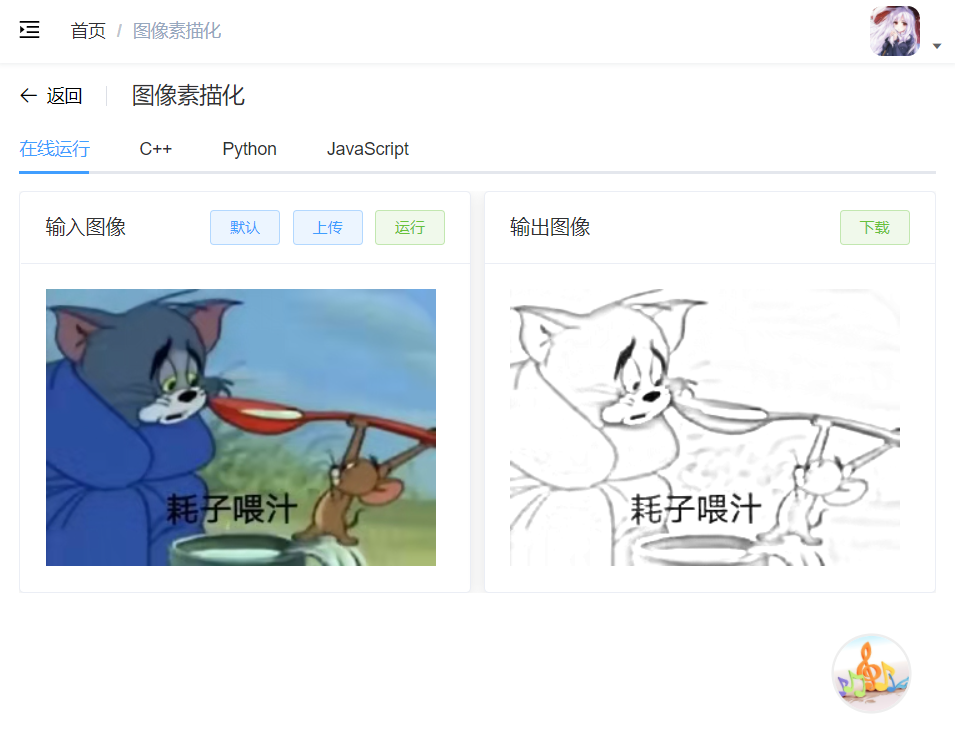 首页 / 图像素描化
返回 图像素描化
在线运行 C++ Python JavaScript
输入图像 默认 上传 运行
输出图像 下载
耗子喂汁
耗子喂汁